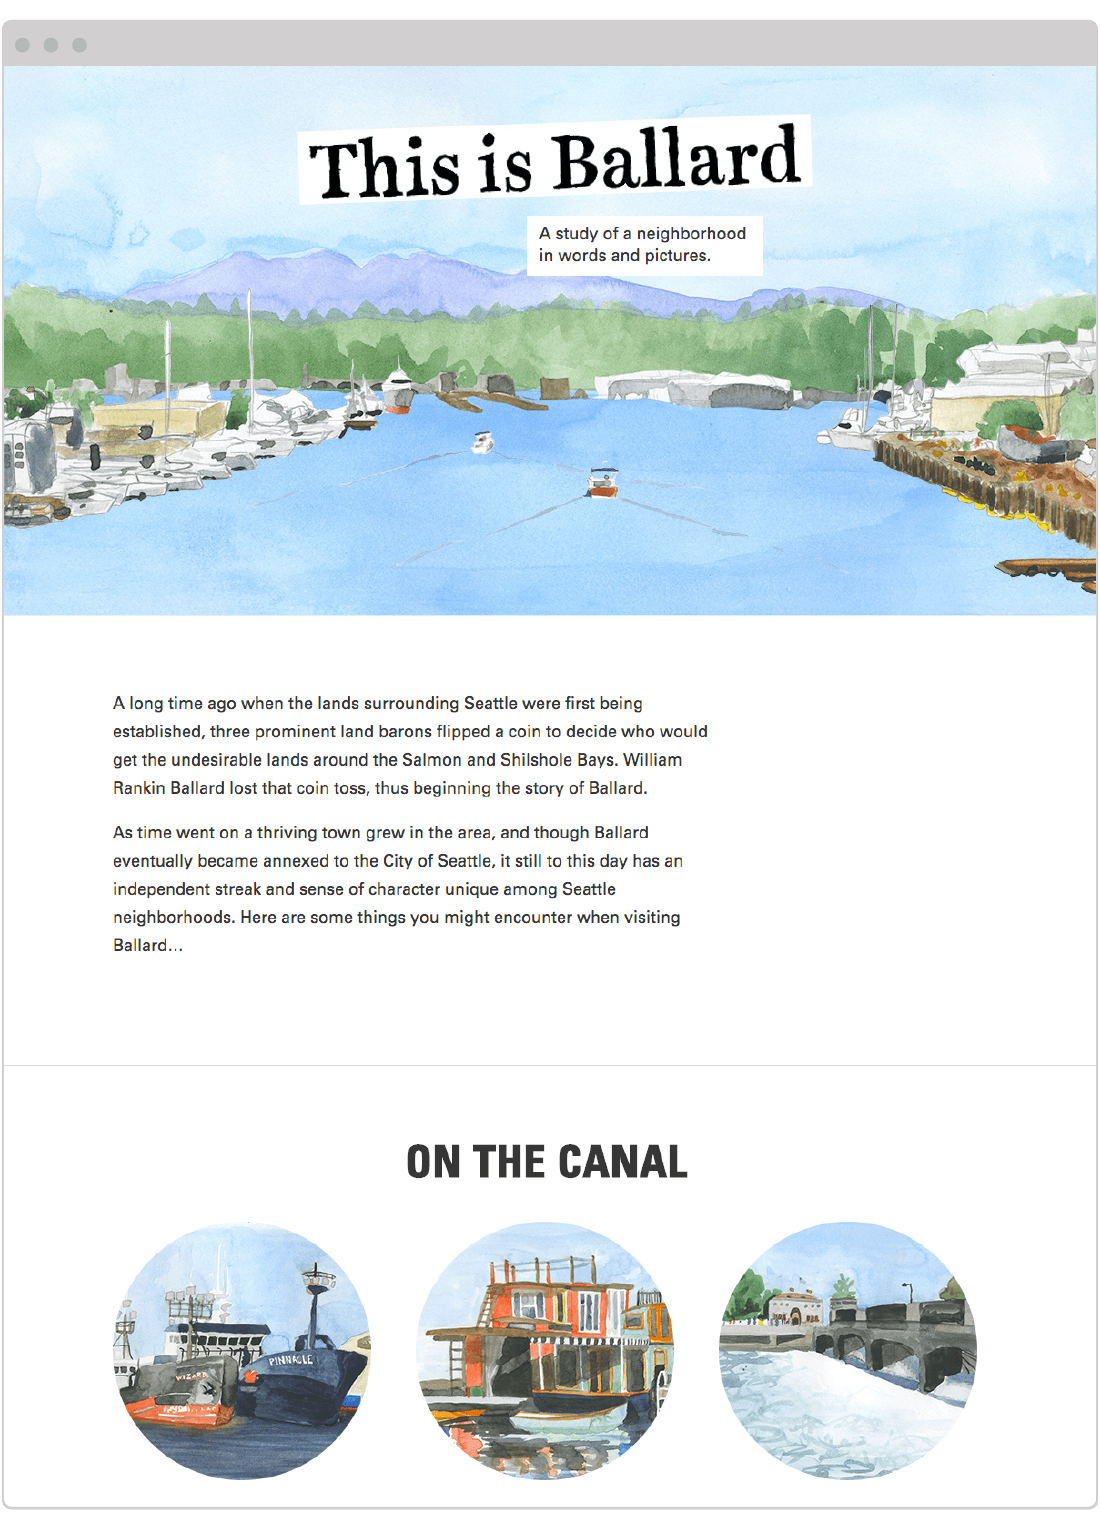 This is Ballard
A study of a neighborhood
in words and pictures.
A long time ago when the lands surrounding Seattle were first being
established, three prominent land barons flipped a coin to decide who would
get the undesirable lands around the Salmon and Shilshole Bays. William
Rankin Ballard lost that coin toss, thus beginning the story of Ballard.
As time went on a thriving town grew in the area, and though Ballard
eventually became annexed to the City of Seattle, it still to this day has an
independent streak and sense of character unique among Seattle
neighborhoods. Here are some things you might encounter when visiting
Ballard...
ON THE CANAL
WIZARD
PINNACLE